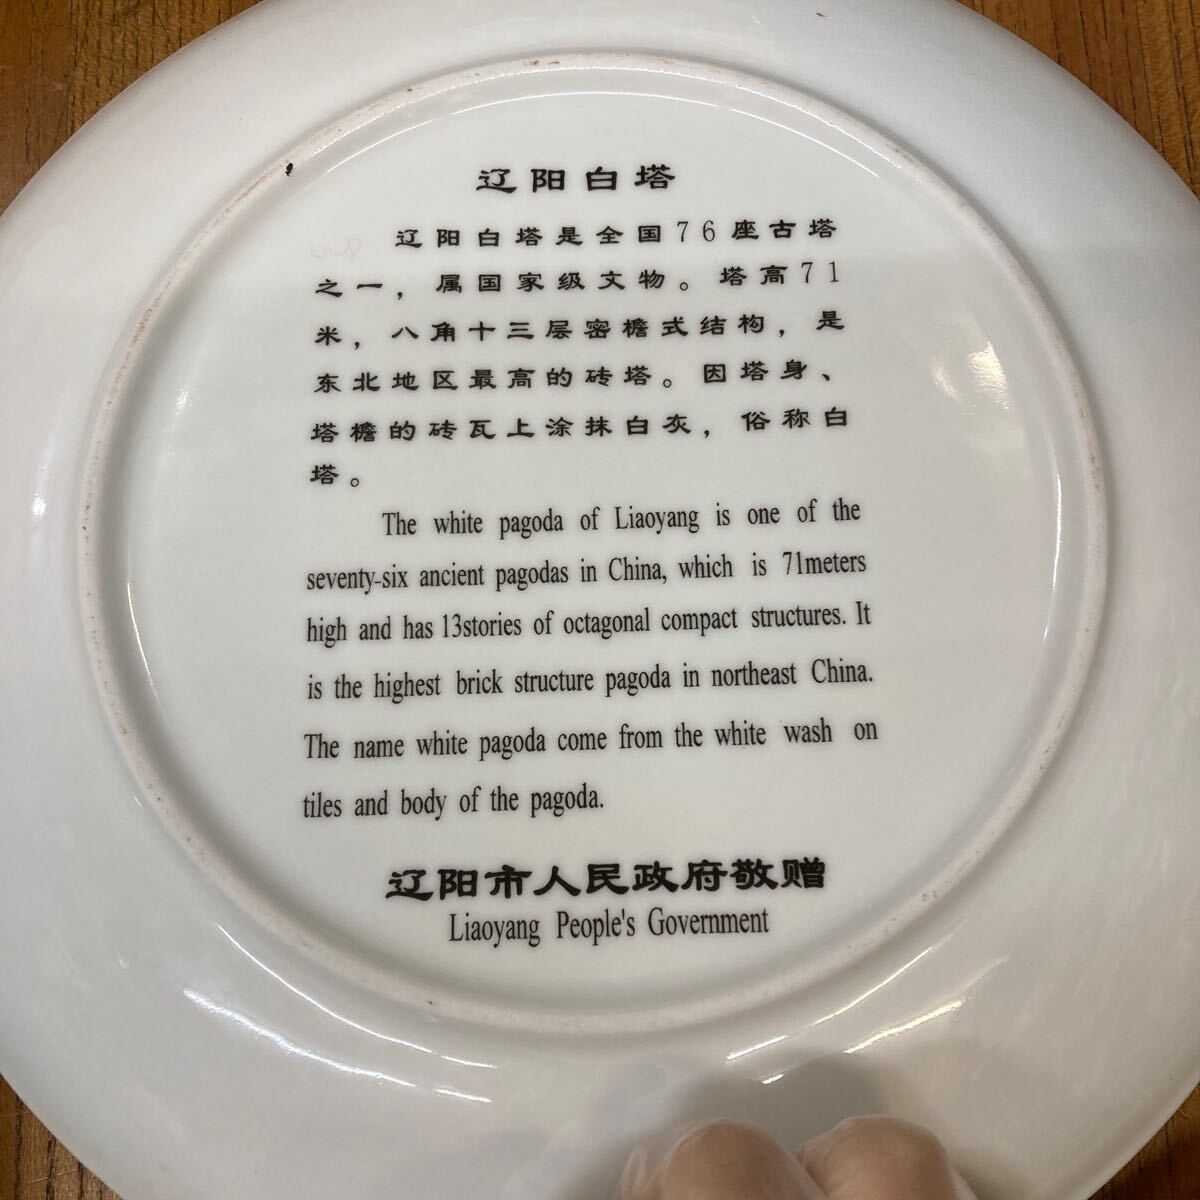 辽阳白塔
辽阳白塔是全国76座古塔
之一，属国家级文物。塔高71
米，八角十三层密檐式结构，是
东北地区最高的砖塔。因塔身、
塔檐的砖瓦上涂抹白灰，俗称白
塔。
The white pagoda of Liaoyang is one of the
seventy-six ancient pagodas in China, which is 71meters
high and has 13stories of octagonal compact structures. It
is the highest brick structure pagoda in northeast China.
The name white pagoda come from the white wash on
tiles and body of the pagoda.
辽阳市人民政府敬赠
Liaoyang People's Government